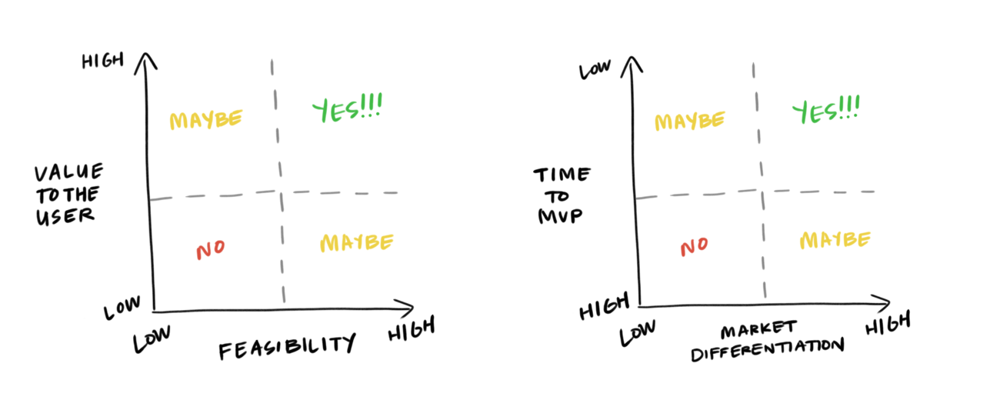 HIGH
MAYBE
YES!!!
VALUE
TO THE
USER
NO
MAYBE
LOW
LOW
FEASIBILITY
HIGH
LOW
MAYBE
YES!!!
TIME
TO
MVP
NO
MAYBE
HIGH
LOW
MARKET
DIFFERENTIATION
HIGH